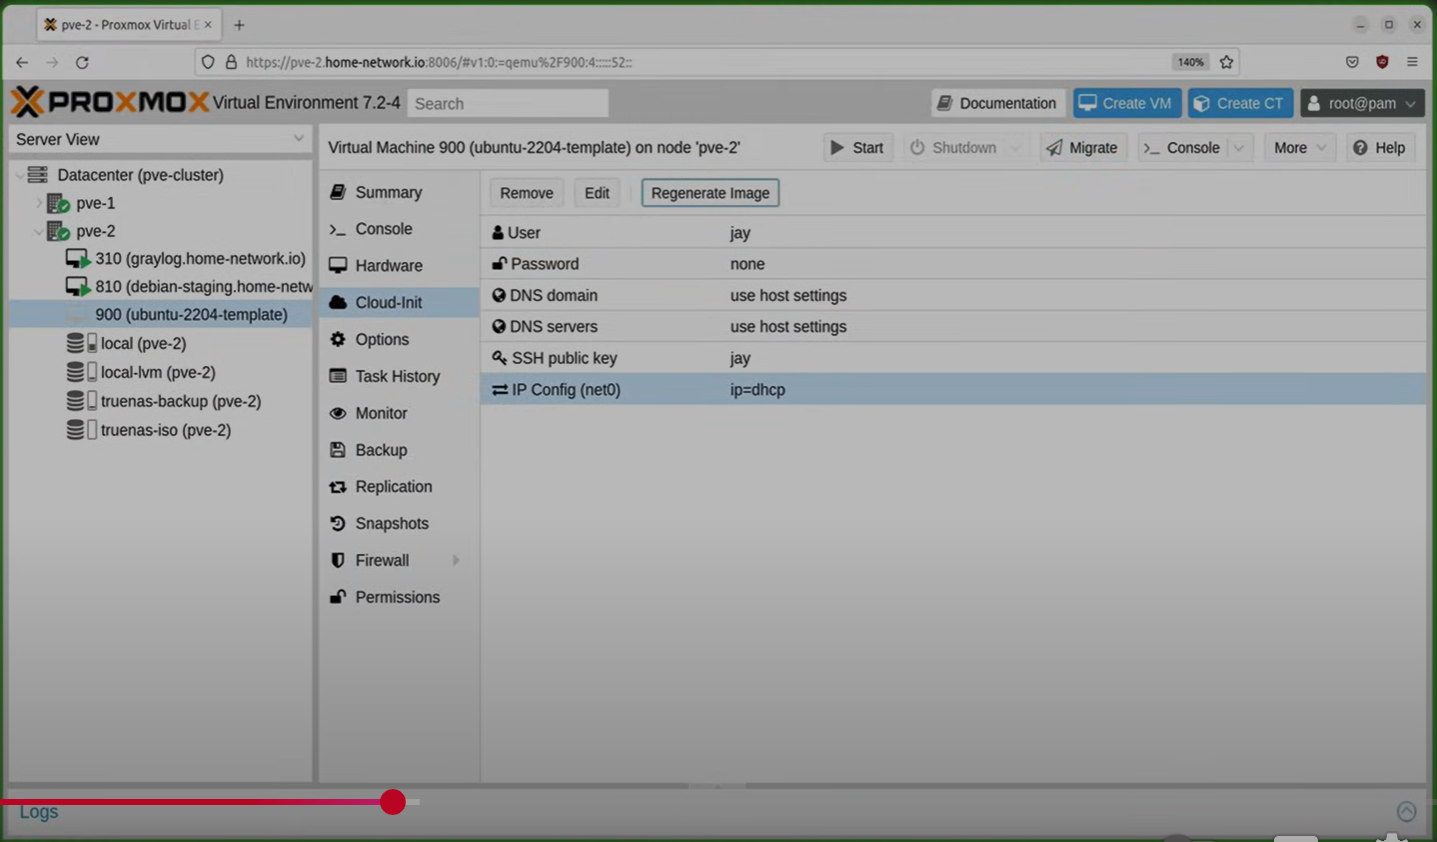 pve-2 - Proxmox Virtual E
https://pve-2.home-network.io:8006/#v1:0:=qemu%2F900:4:::::52::
140%
PROXMOX Virtual Environment 7.2-4
Search
Documentation
Create VM
Create CT
root@pam
Server View
Datacenter (pve-cluster)
pve-1
pve-2
310 (graylog.home-network.io)
810 (debian-staging.home-netw
900 (ubuntu-2204-template)
local (pve-2)
local-lvm (pve-2)
truenas-backup (pve-2)
truenas-iso (pve-2)
Virtual Machine 900 (ubuntu-2204-template) on node 'pve-2'
Start
Shutdown
Migrate
>_ Console
More
Help
Summary
>_ Console
Hardware
Cloud-Init
Options
Task History
Monitor
Backup
Replication
Snapshots
Firewall
Permissions
Remove
Edit
Regenerate Image
User jay
Password none
DNS domain use host settings
DNS servers use host settings
SSH public key jay
IP Config (net0) ip=dhcp
Logs